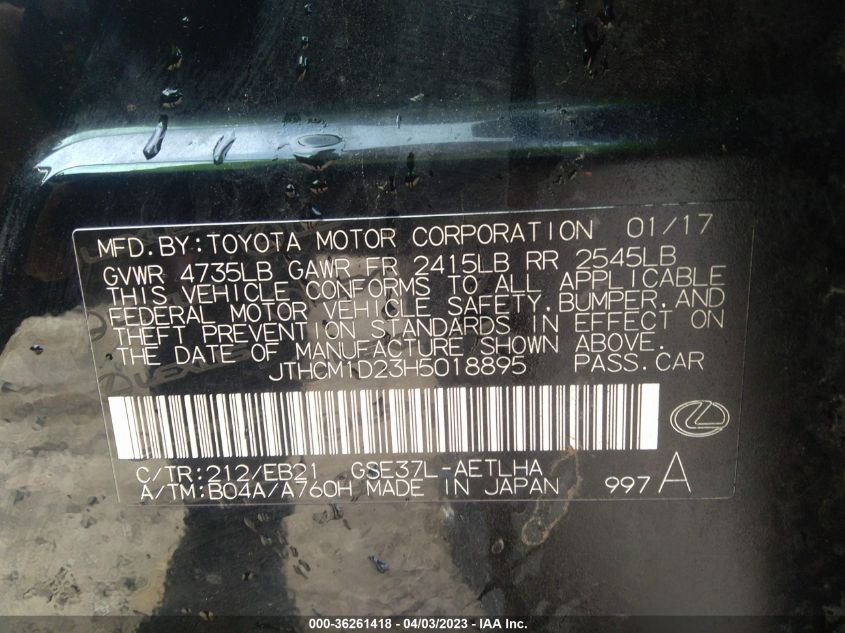 MFD.BY:TOYOTA MOTOR CORPORATION 01/17
GVWR 4735LB GAWR FR 2415LB RR 2545LB
THIS VEHICLE CONFORMS TO ALL APPLICABLE
FEDERAL MOTOR VEHICLE SAFETY,BUMPER,AND
THEFT PREVENTION STANDARDS IN EFFECT ON
THE DATE OF MANUFACTURE SHOWN ABOVE.
JTHCM1D23H5018895 PASS.CAR
C/TR:212/EB21 GSE37L-AETLHA
A/TM:B04A/A760H MADE IN JAPAN 997A
LEXUS
000-36261418 - 04/03/2023 - IAA Inc.